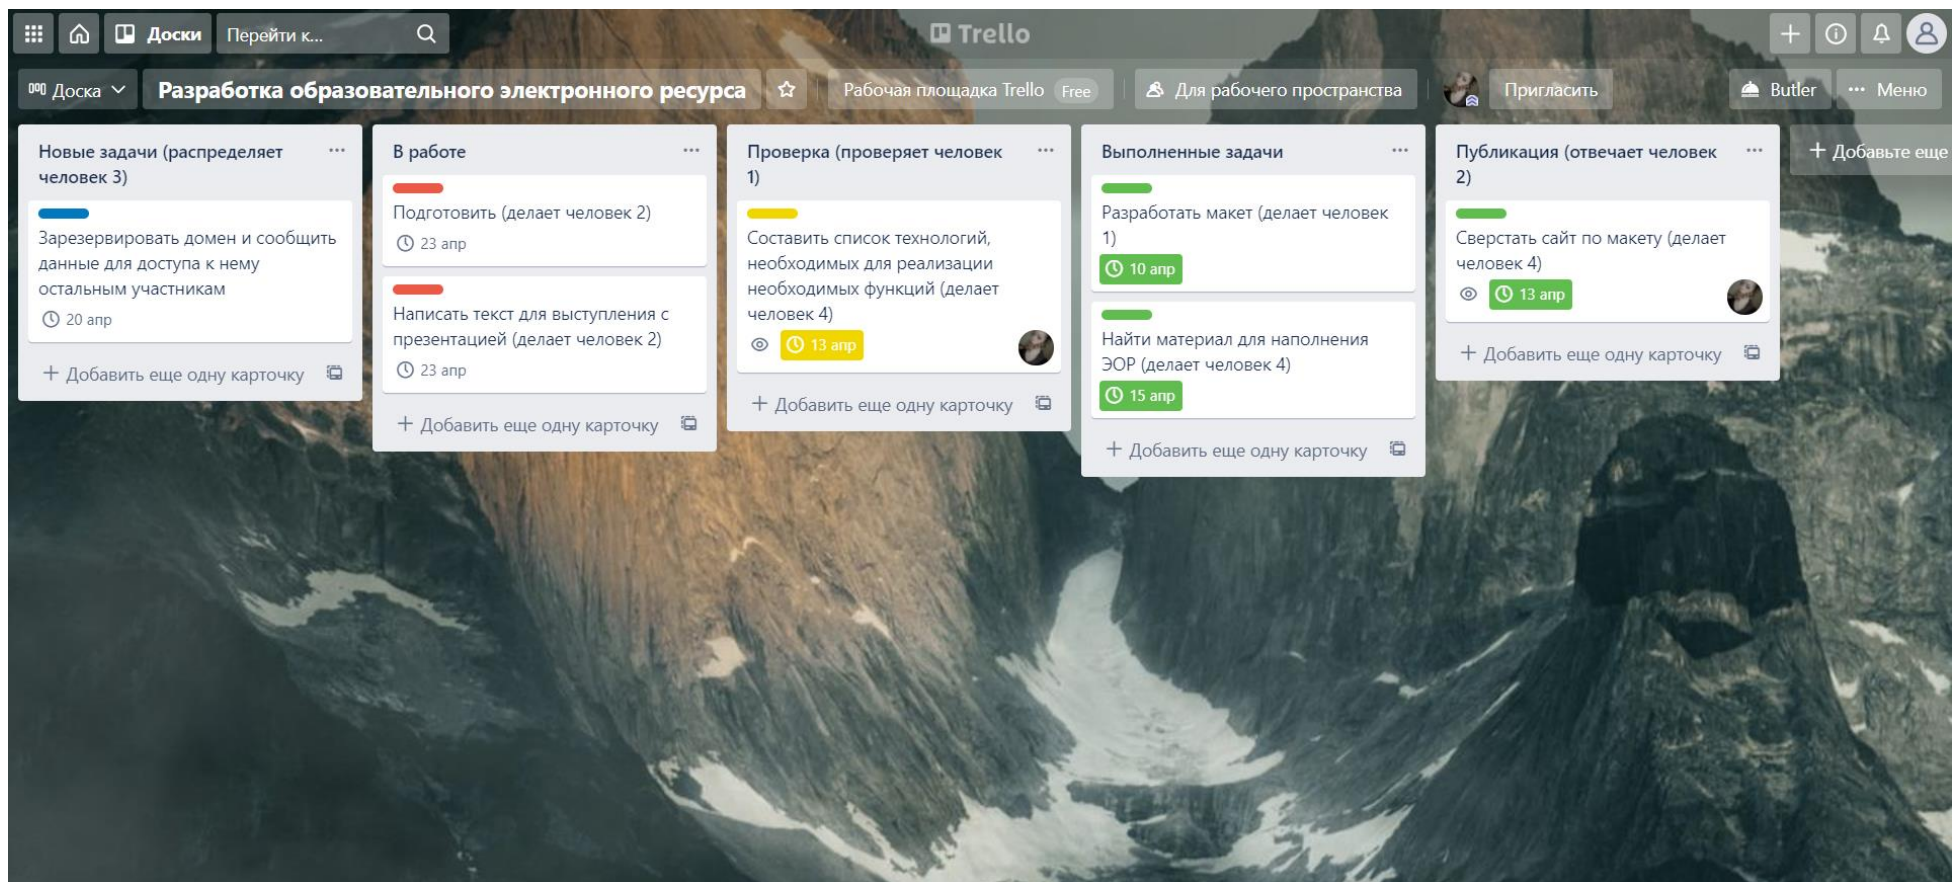 Доски
Перейти к...
Trello
Доска
Разработка образовательного электронного ресурса
Рабочая площадка Trello Free
Для рабочего пространства
Пригласить
Butler
Меню
Новые задачи (распределяет
человек 3)
Зарезервировать домен и сообщить
данные для доступа к нему
остальным участникам
20 апр
+ Добавить еще одну карточку
В работе
Подготовить (делает человек 2)
23 апр
Написать текст для выступления с
презентацией (делает человек 2)
23 апр
+ Добавить еще одну карточку
Проверка (проверяет человек
1)
Составить список технологий,
необходимых для реализации
необходимых функций (делает
человек 4)
13 апр
+ Добавить еще одну карточку
Выполненные задачи
Разработать макет (делает человек
1)
10 апр
Найти материал для наполнения
ЭОР (делает человек 4)
15 апр
+ Добавить еще одну карточку
Публикация (отвечает человек
2)
Сверстать сайт по макету (делает
человек 4)
13 апр
+ Добавить еще одну карточку
+ Добавьте еще